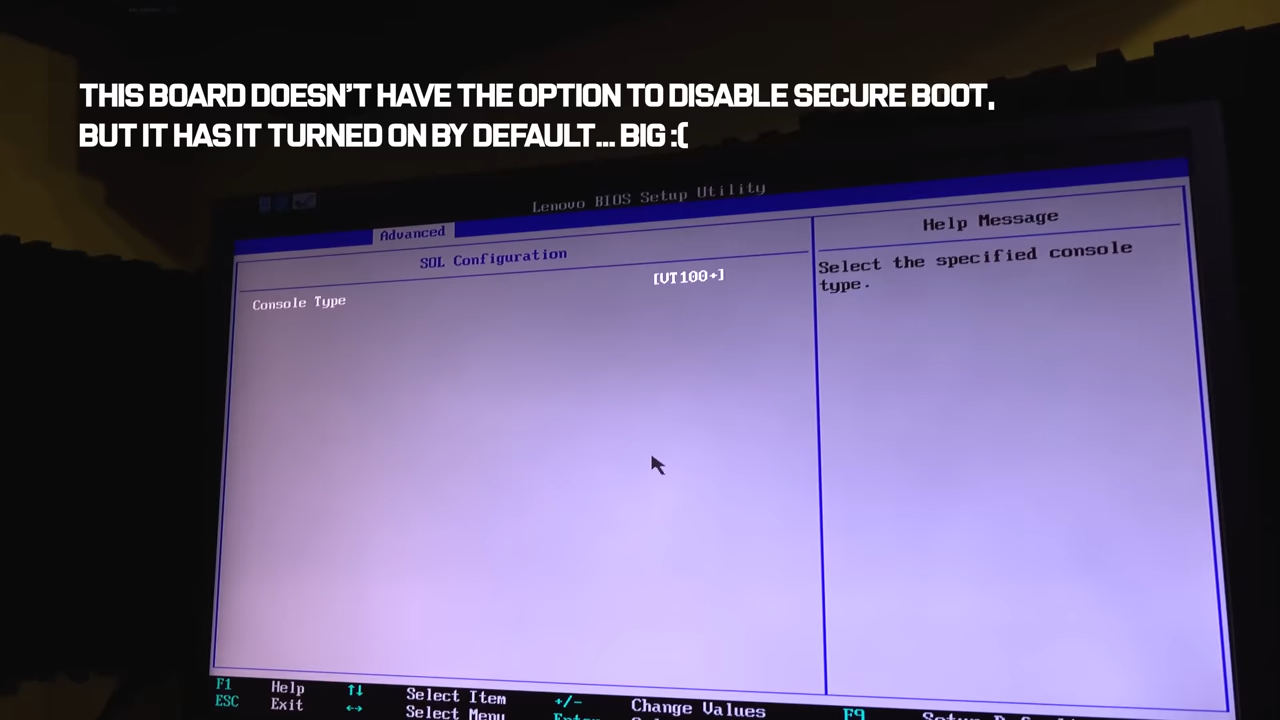 THIS BOARD DOESN'T HAVE THE OPTION TO DISABLE SECURE BOOT,
BUT IT HAS IT TURNED ON BY DEFAULT... BIG :(
Lenovo BIOS Setup Utility
Advanced
SOL Configuration
Help Message
Console Type [VT100+]
Select the specified console
type.
F1 Help ↑↓ Select Item +/- Change Values F9
ESC Exit ↔ Select Menu